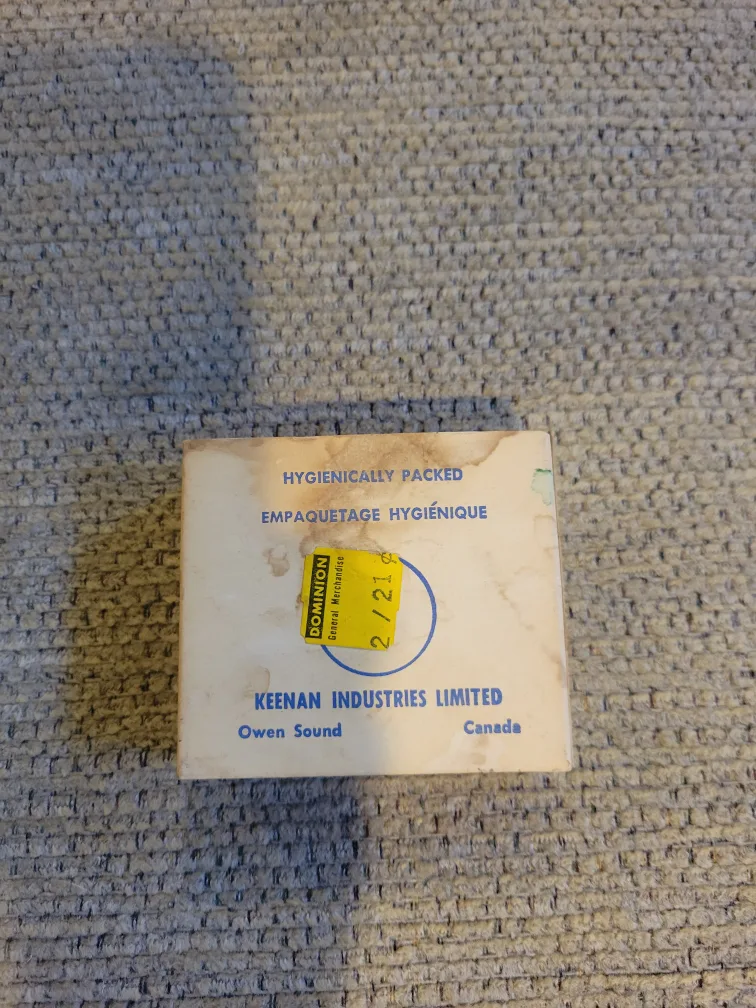 HYGIENICALLY PACKED
EMPAQUETAGE HYGIÉNIQUE
DOMINION
General Merchandise
2/21¢
KEENAN INDUSTRIES LIMITED
Owen Sound Canada